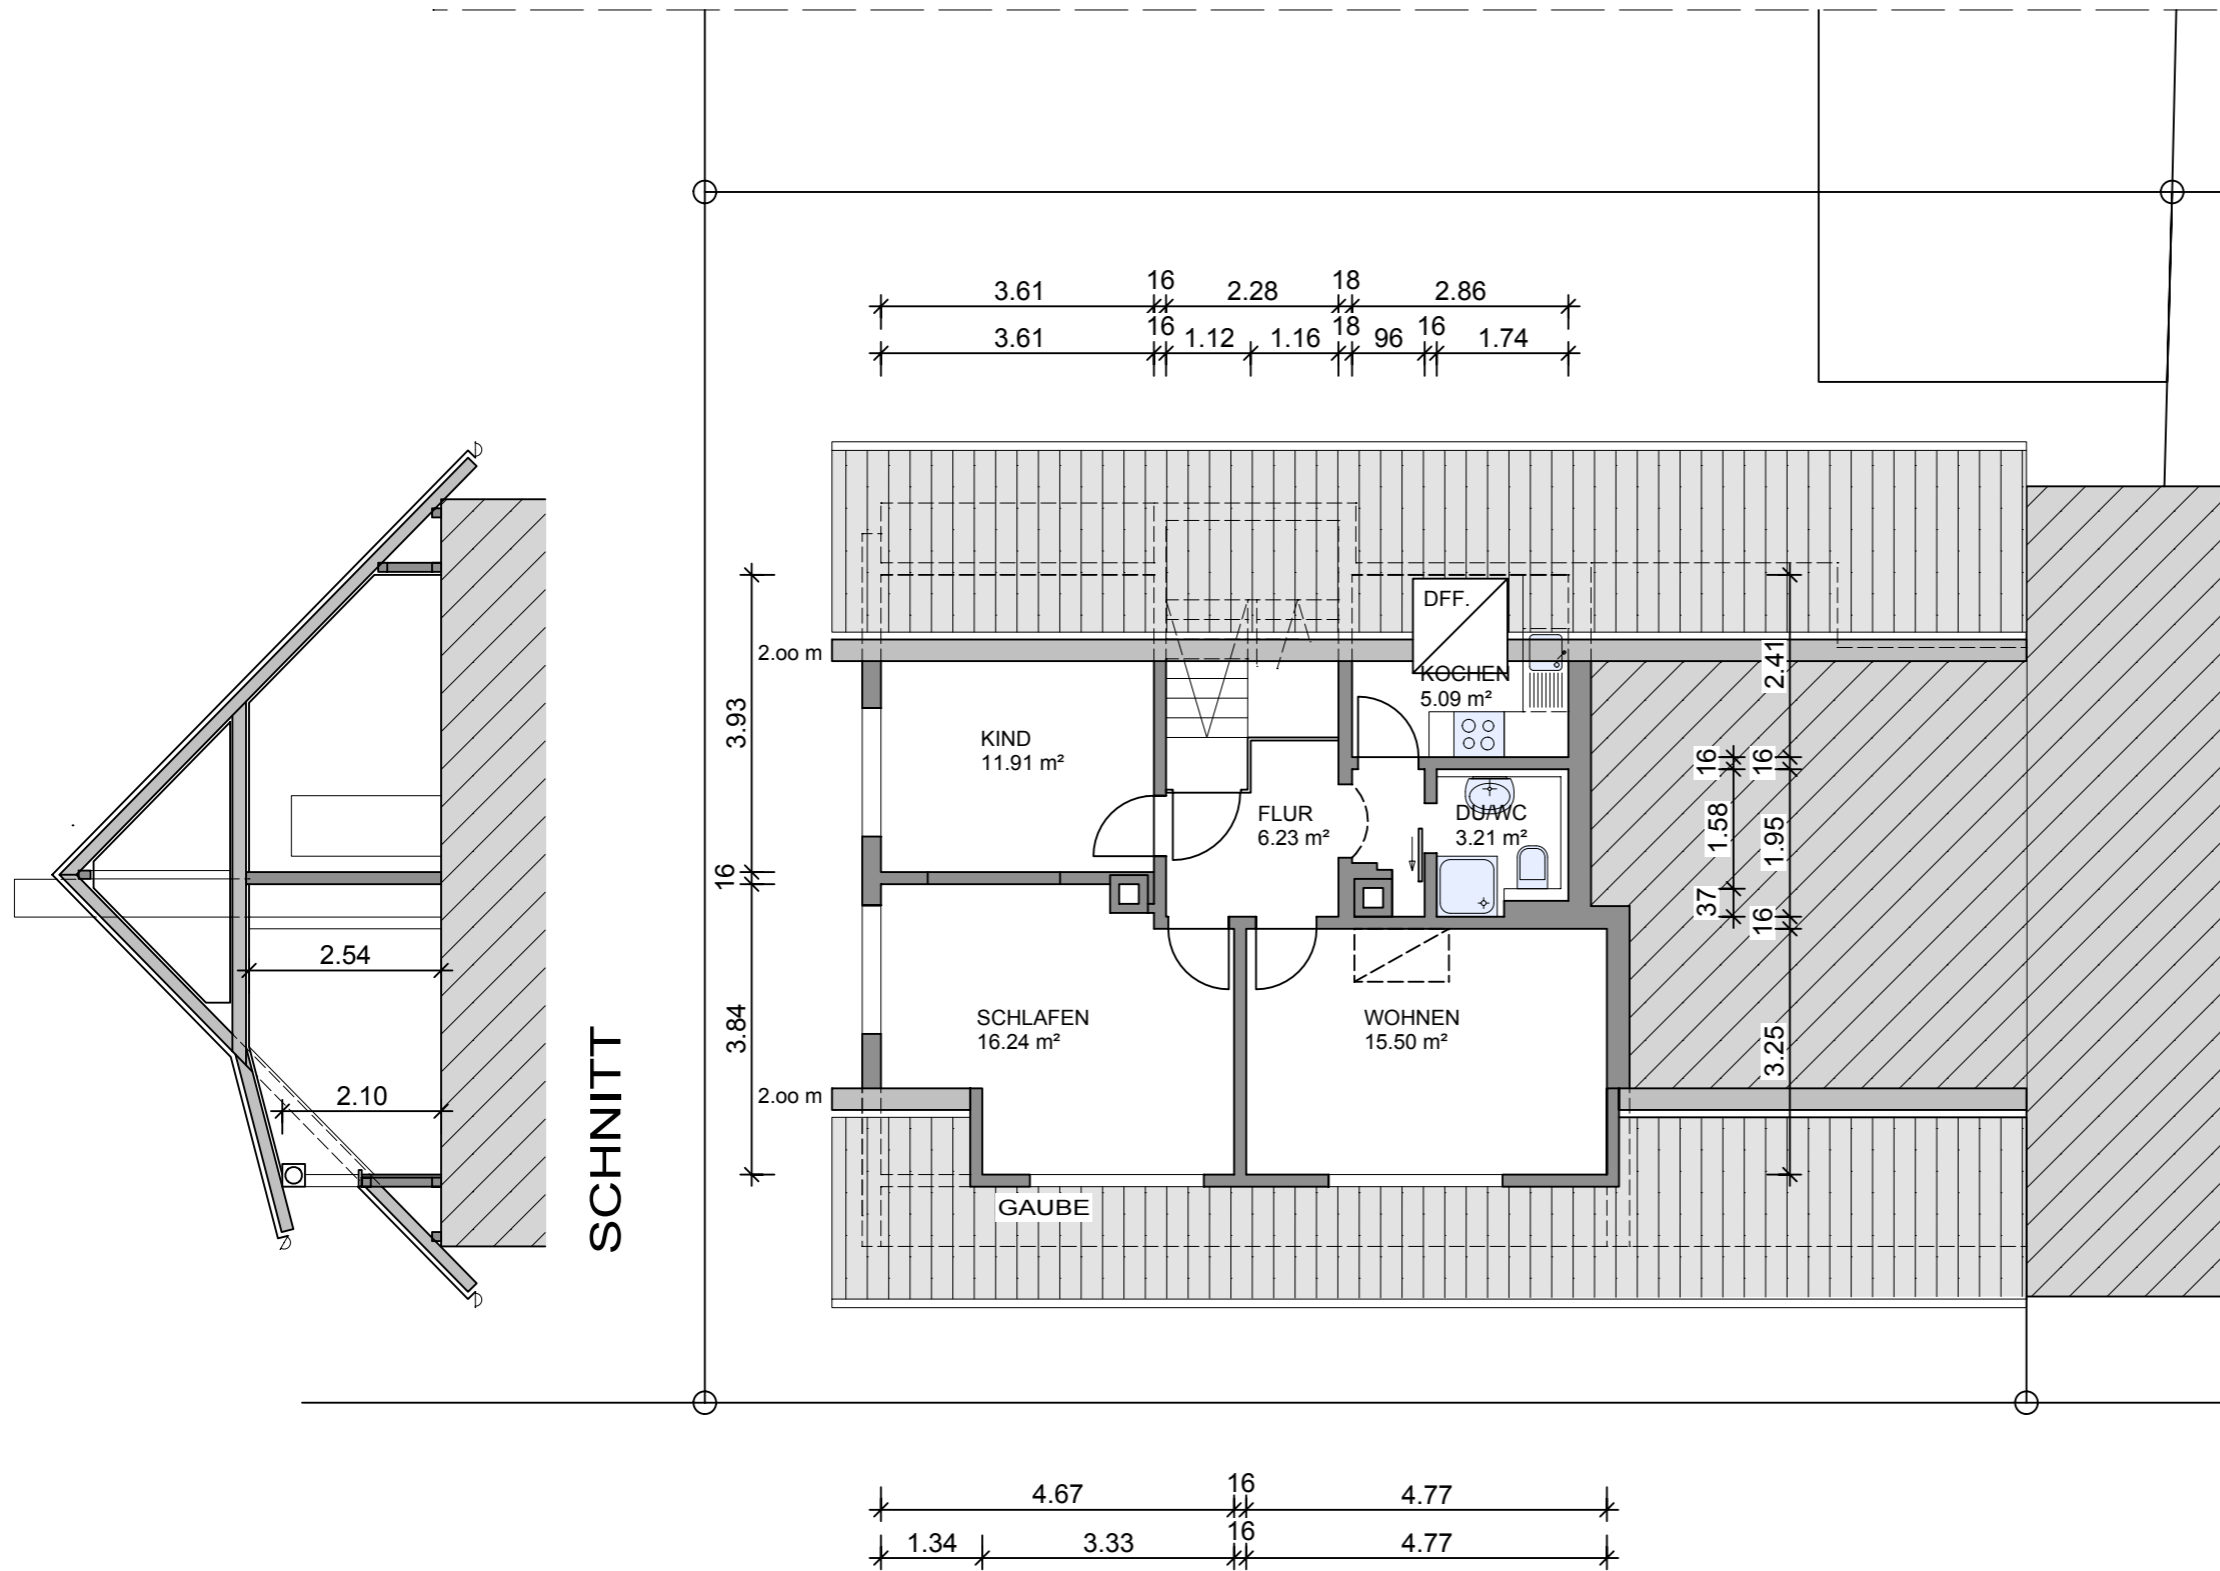 16
18
3.61
2.28
2.86
16
18
16
3.61
1.12
1.16
96
1.74
DFF.
2.oo m
KOCHEN
5.09 m²
2.41
3.93
KIND
11.91 m²
16
16
FLUR
6.23 m²
DU/WC
3.21 m²
1.58
1.95
16
37
16
2.54
3.84
SCHLAFEN
16.24 m²
WOHNEN
15.50 m²
3.25
2.10
2.oo m
SCHNITT
GAUBE
16
4.67
4.77
16
1.34
3.33
4.77